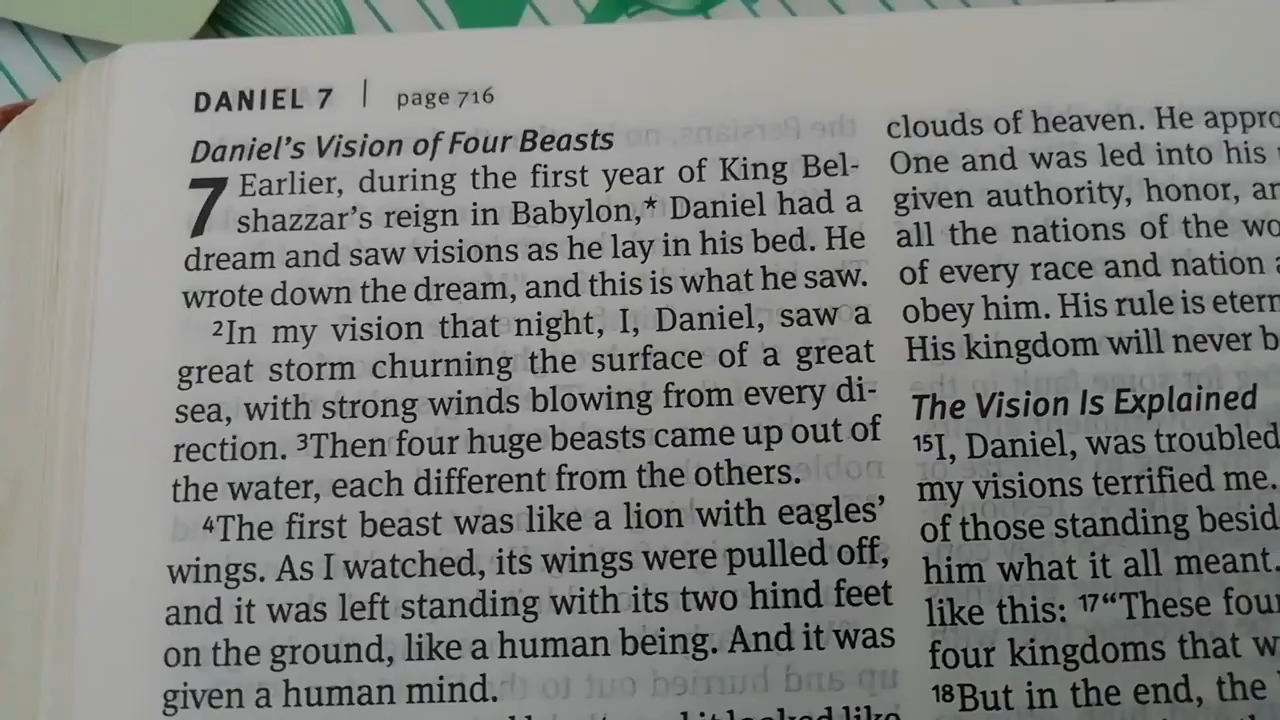 DANIEL 7 | page 716
Daniel's Vision of Four Beasts
7 Earlier, during the first year of King Bel-
shazzar's reign in Babylon,* Daniel had a
dream and saw visions as he lay in his bed. He
wrote down the dream, and this is what he saw.
2In my vision that night, I, Daniel, saw a
great storm churning the surface of a great
sea, with strong winds blowing from every di-
rection. 3Then four huge beasts came up out of
the water, each different from the others.
4The first beast was like a lion with eagles'
wings. As I watched, its wings were pulled off,
and it was left standing with its two hind feet
on the ground, like a human being. And it was
given a human mind.
clouds of heaven. He appro
One and was led into his
given authority, honor, an
all the nations of the wo
of every race and nation
obey him. His rule is etern
His kingdom will never b
The Vision Is Explained
15I, Daniel, was troubled
my visions terrified me.
of those standing besid
him what it all meant.
like this: 17“These four
four kingdoms that w
18But in the end, the